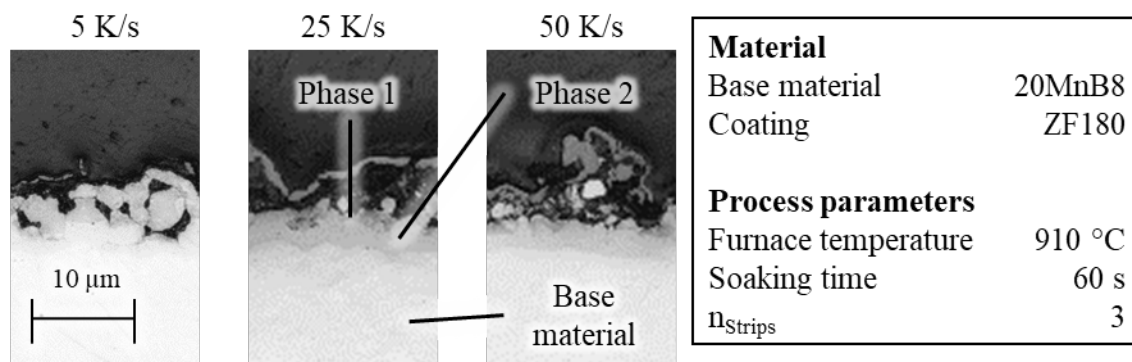 5 K/s
25 K/s
50 K/s
Phase 1
Phase 2
10 µm
Base
material
Material
Base material 20MnB8
Coating ZF180
Process parameters
Furnace temperature 910 °C
Soaking time 60 s
nStrips 3